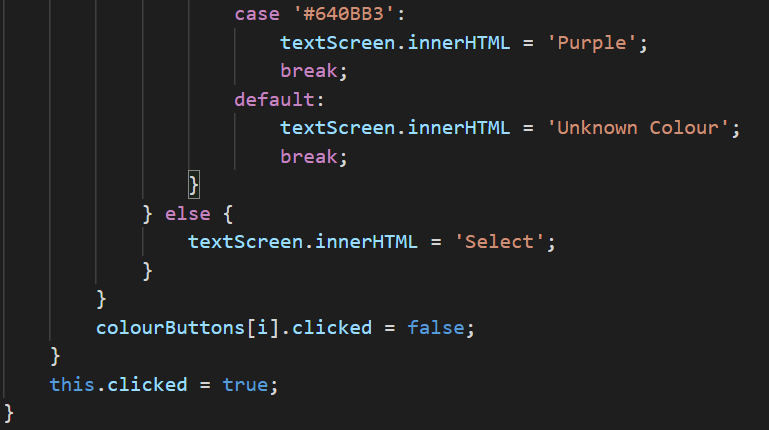 case '#640BB3':
textScreen.innerHTML = 'Purple';
break;
default:
textScreen.innerHTML = 'Unknown Colour';
break;
}
} else {
textScreen.innerHTML = 'Select';
}
}
colourButtons[i].clicked = false;
}
this.clicked = true;
}